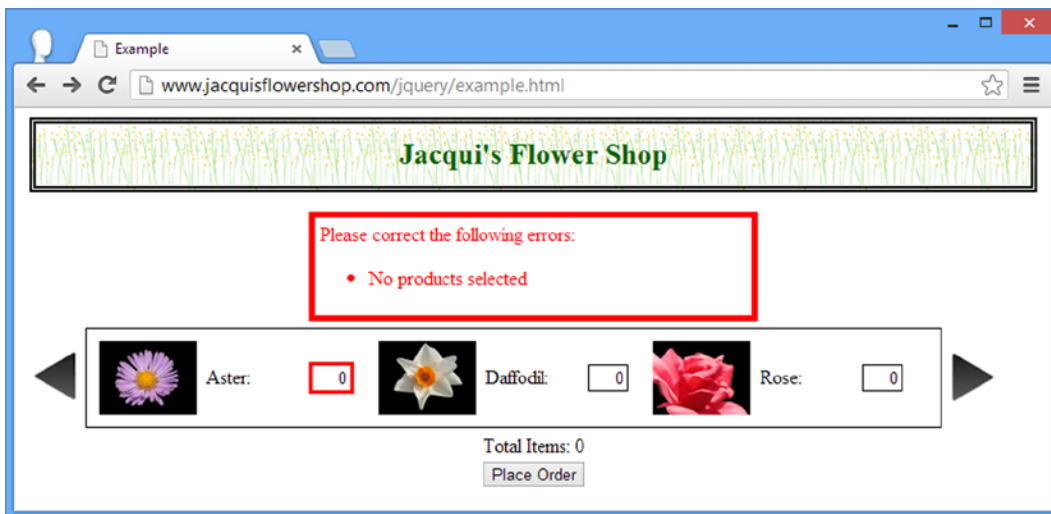 Example
www.jacquisflowershop.com/jquery/example.html
Jacqui's Flower Shop
Please correct the following errors:
• No products selected
Aster: 0 Daffodil: 0 Rose: 0
Total Items: 0
Place Order